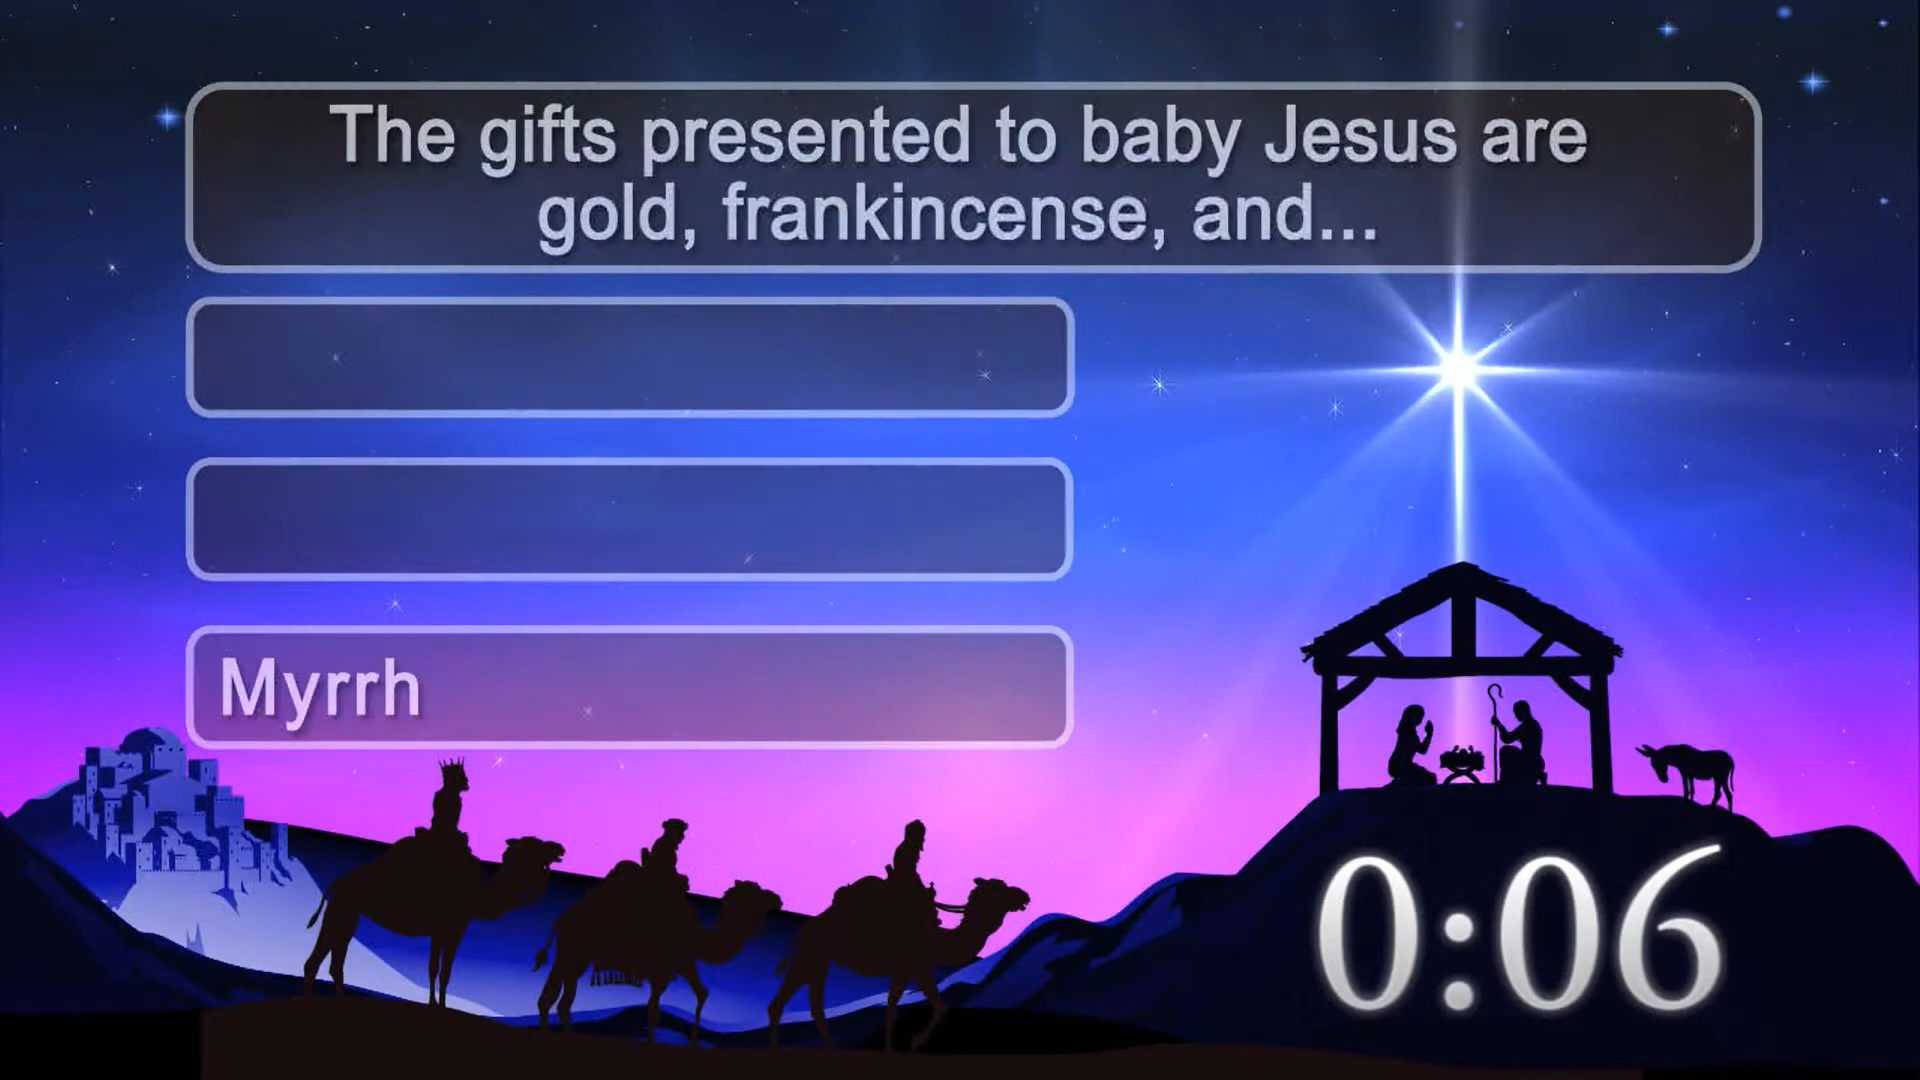 The gifts presented to baby Jesus are
gold, frankincense, and...
Myrrh
0:06